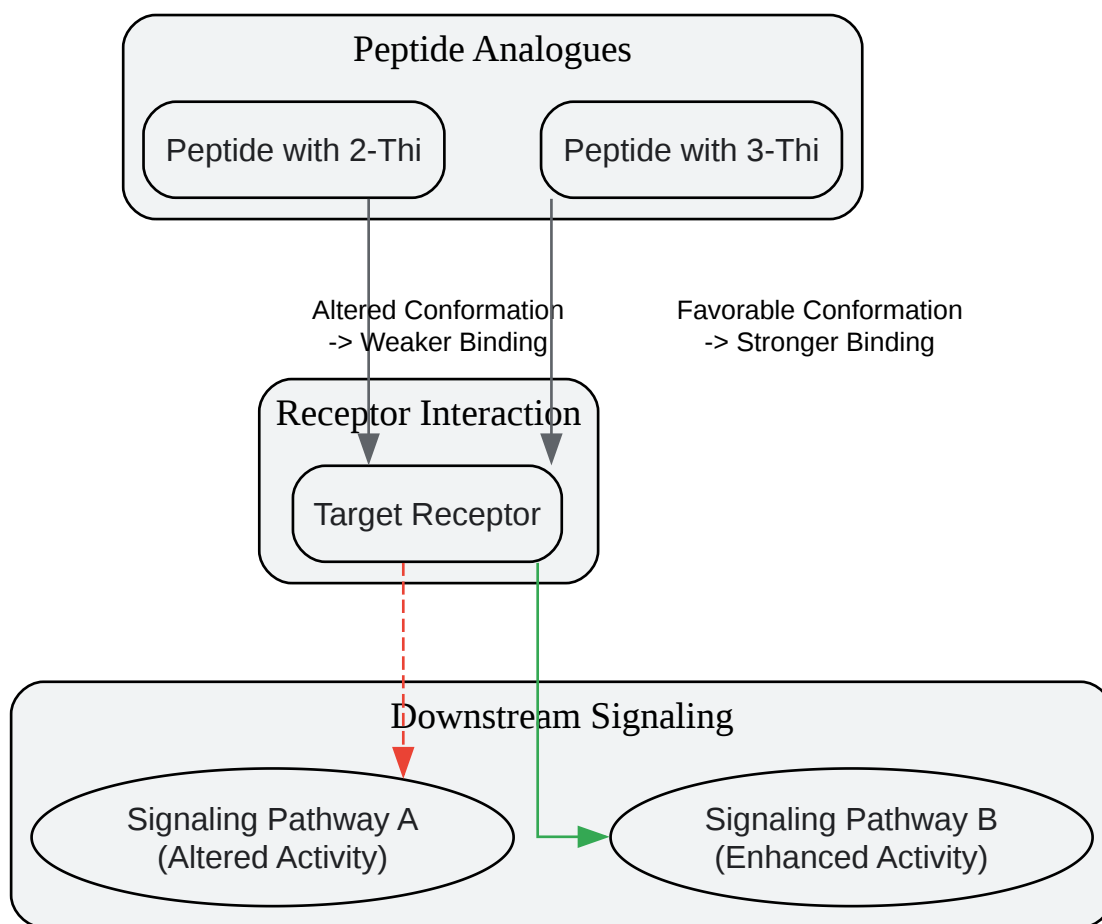 Peptide Analogues
Peptide with 2-Thi
Peptide with 3-Thi
Altered Conformation
-> Weaker Binding
Favorable Conformation
-> Stronger Binding
Receptor Interaction
Target Receptor
Downstream Signaling
Signaling Pathway A
(Altered Activity)
Signaling Pathway B
(Enhanced Activity)